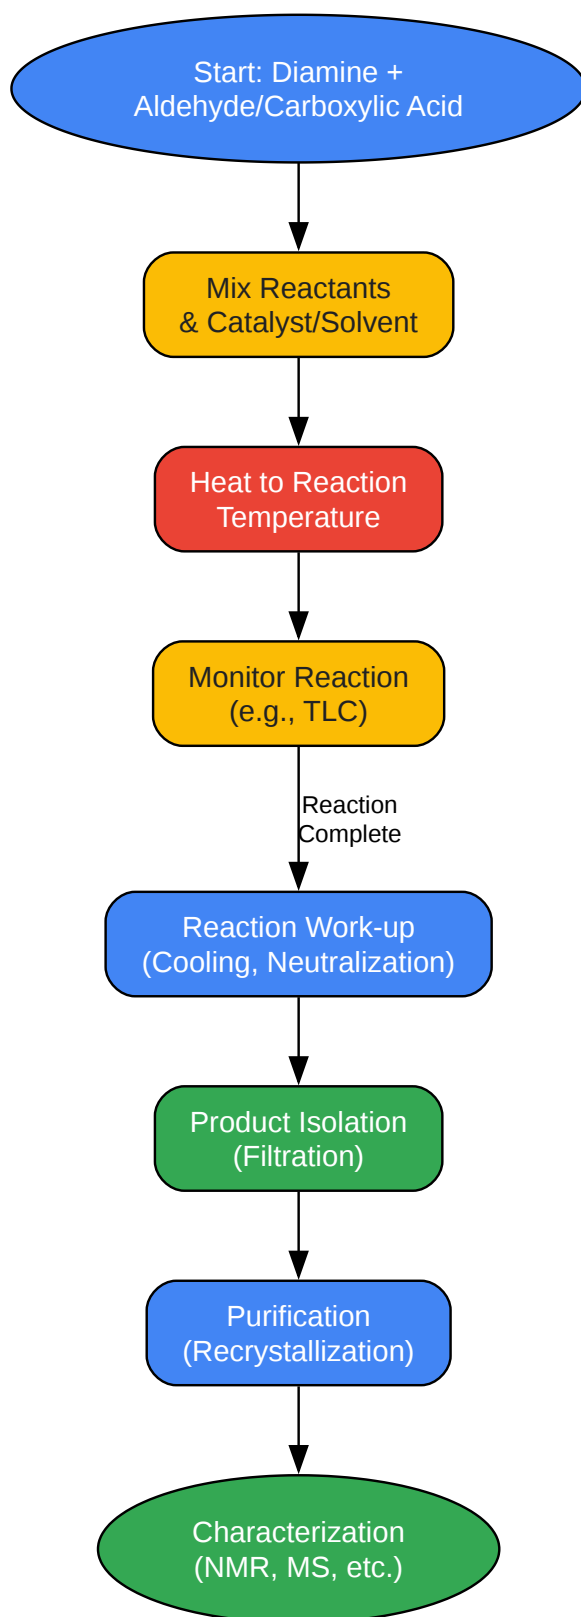 Start: Diamine +
Aldehyde/Carboxylic Acid
Mix Reactants
& Catalyst/Solvent
Heat to Reaction
Temperature
Monitor Reaction
(e.g., TLC)
Reaction
Complete
Reaction Work-up
(Cooling, Neutralization)
Product Isolation
(Filtration)
Purification
(Recrystallization)
Characterization
(NMR, MS, etc.)